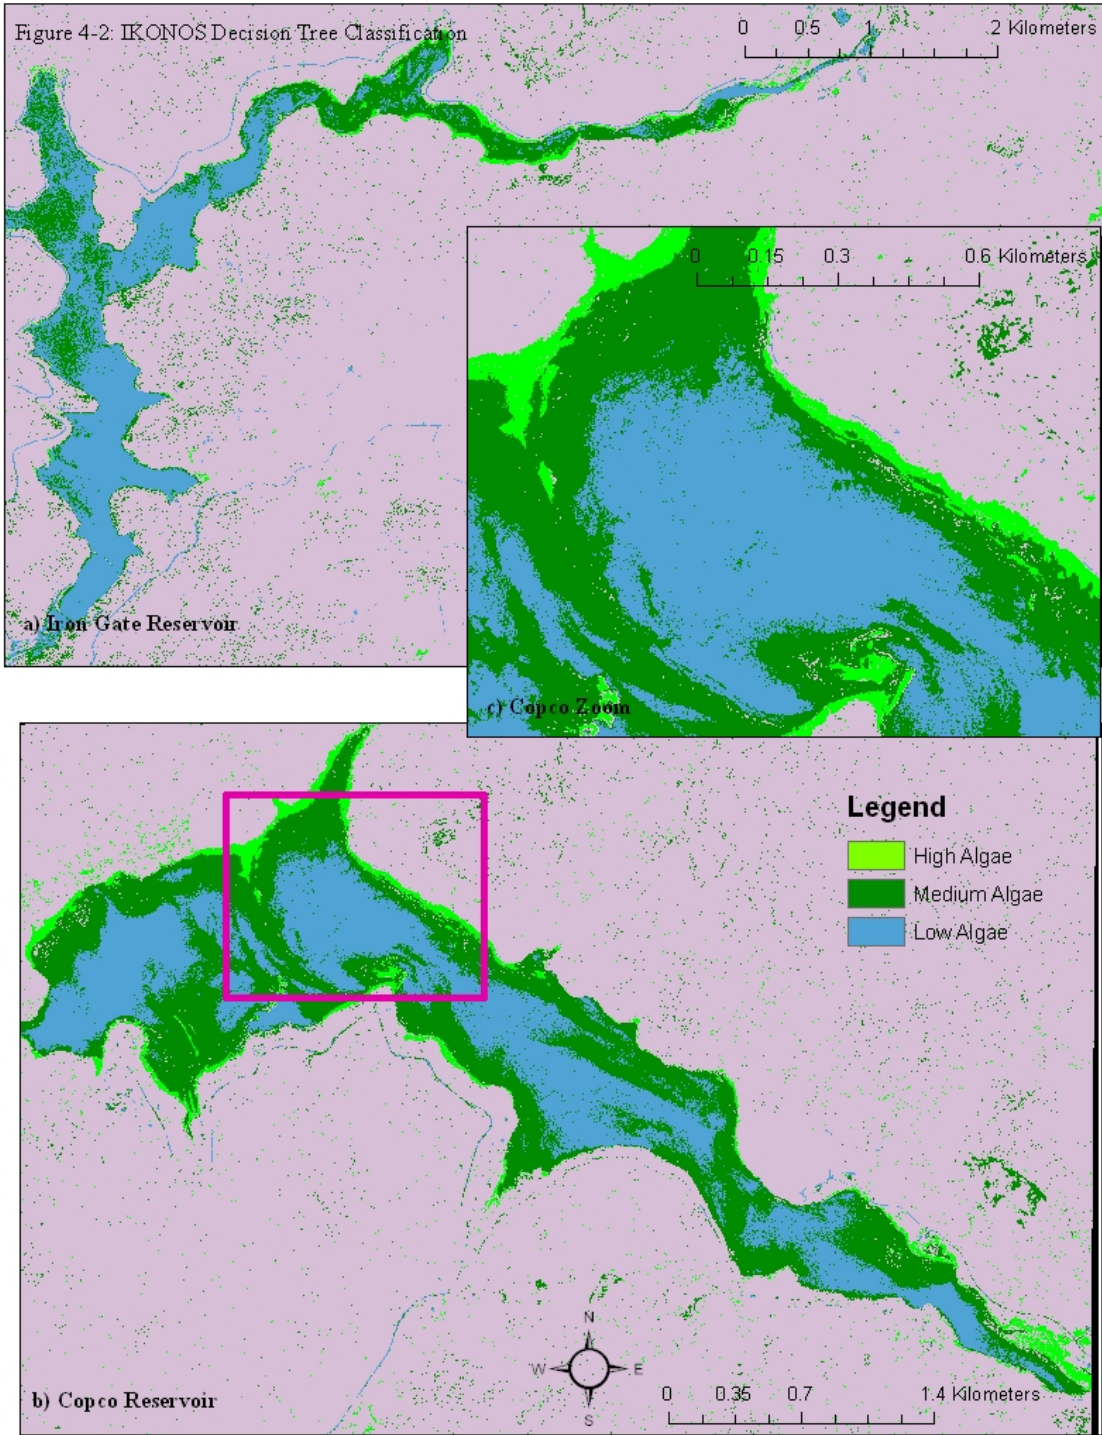 Figure 4-2: IKONOS Decision Tree Classification
0 0.5 1 2 Kilometers
0 0.15 0.3 0.6 Kilometers
a) Iron Gate Reservoir
c) Copco Zoom
Legend
High Algae
Medium Algae
Low Algae
N
W E
S
b) Copco Reservoir
0 0.35 0.7 1.4 Kilometers